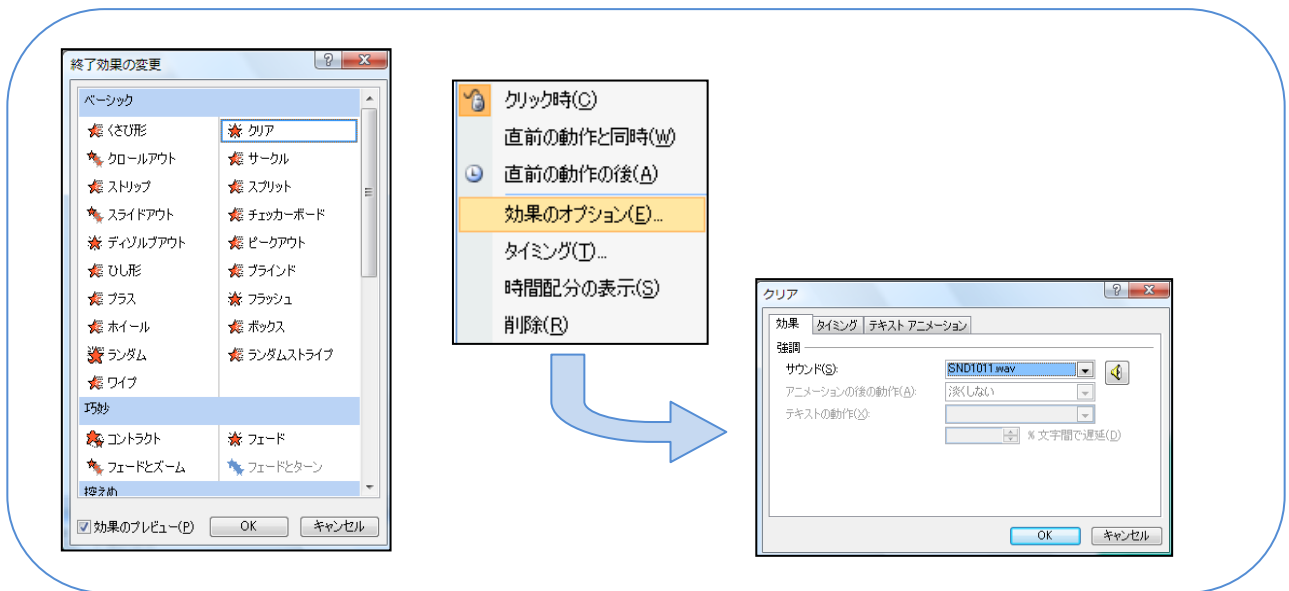 終了効果の変更
ベーシック
くさび形
クリア
クロールアウト
サークル
ストリップ
スプリット
スライドアウト
チェッカーボード
ディゾルブアウト
ピークアウト
ひし形
ブラインド
プラス
フラッシュ
ホイール
ボックス
ランダム
ランダムストライプ
ワイプ
巧妙
コントラクト
フェード
フェードとズーム
フェードとターン
控えめ
効果のプレビュー(P)
OK
キャンセル
クリック時(C)
直前の動作と同時(W)
直前の動作の後(A)
効果のオプション(E)...
タイミング(T)...
時間配分の表示(S)
削除(R)
クリア
効果 タイミング テキスト アニメーション
強調
サウンド(S): SND1011.wav
アニメーションの後の動作(A): 淡くしない
テキストの動作(X):
% 文字間で遅延(D)
OK
キャンセル